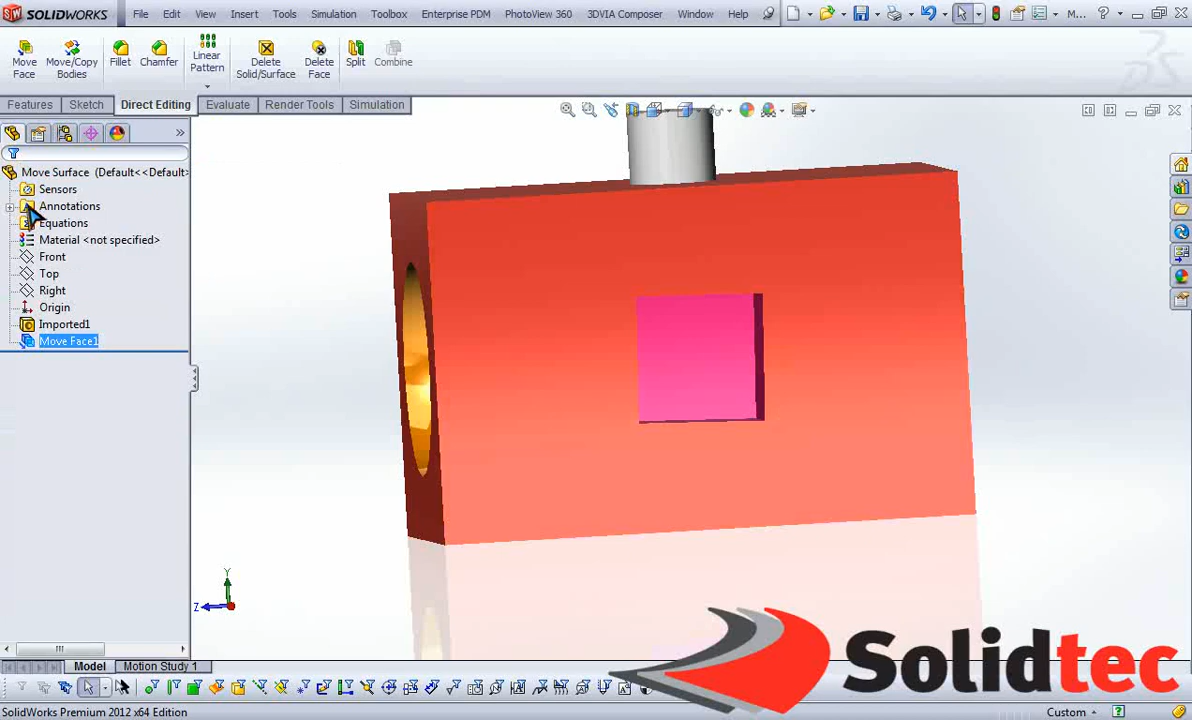 SW SOLIDWORKS File Edit View Insert Tools Simulation Toolbox Enterprise PDM PhotoView 360 3DVIA Composer Window Help M... ?
Move Face Move/Copy Bodies Fillet Chamfer Linear Pattern Delete Solid/Surface Delete Face Split Combine
Features Sketch Direct Editing Evaluate Render Tools Simulation
Move Surface (Default<<Default>
Sensors
Annotations
Equations
Material <not specified>
Front
Top
Right
Origin
Imported1
Move Face1
Y
Z
Solidtec
Model Motion Study 1
SolidWorks Premium 2012 x64 Edition Custom ?